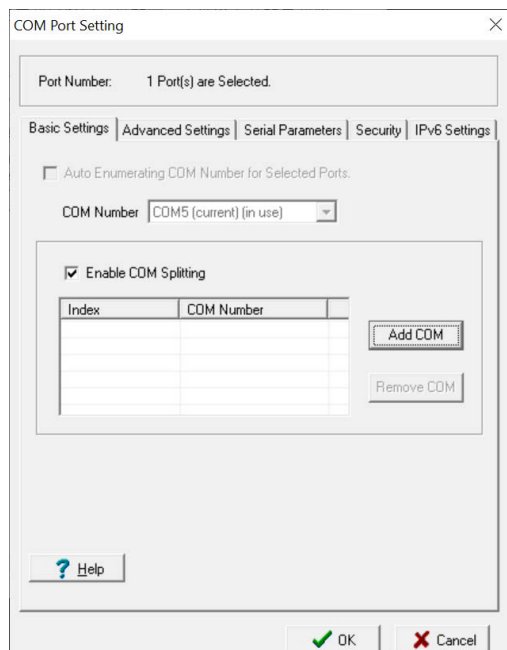 COM Port Setting
Port Number: 1 Port(s) are Selected.
Basic Settings Advanced Settings Serial Parameters Security IPv6 Settings
Auto Enumerating COM Number for Selected Ports.
COM Number COM5 (current) (in use)
Enable COM Splitting
Index COM Number
Add COM
Remove COM
? Help
OK Cancel